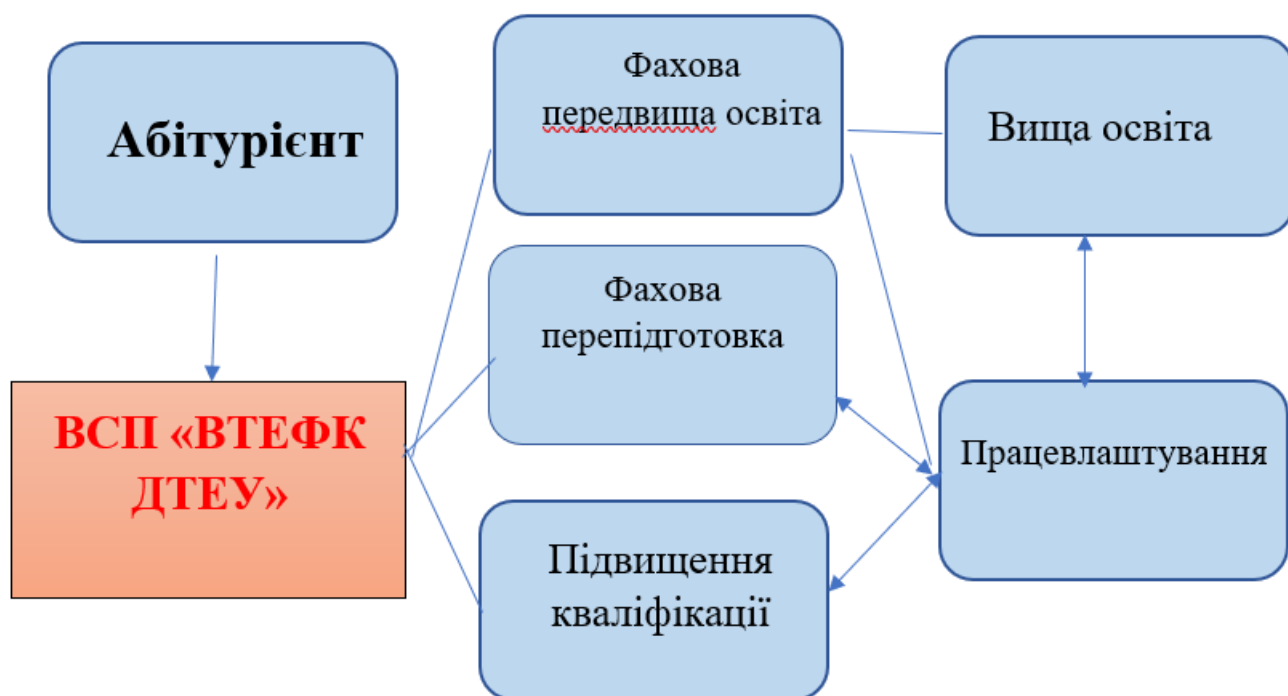 Абітурієнт
ВСП «ВТЕФК
ДТЕУ»
Фахова
передвища освіта
Фахова
перепідготовка
Підвищення
кваліфікації
Вища освіта
Працевлаштування